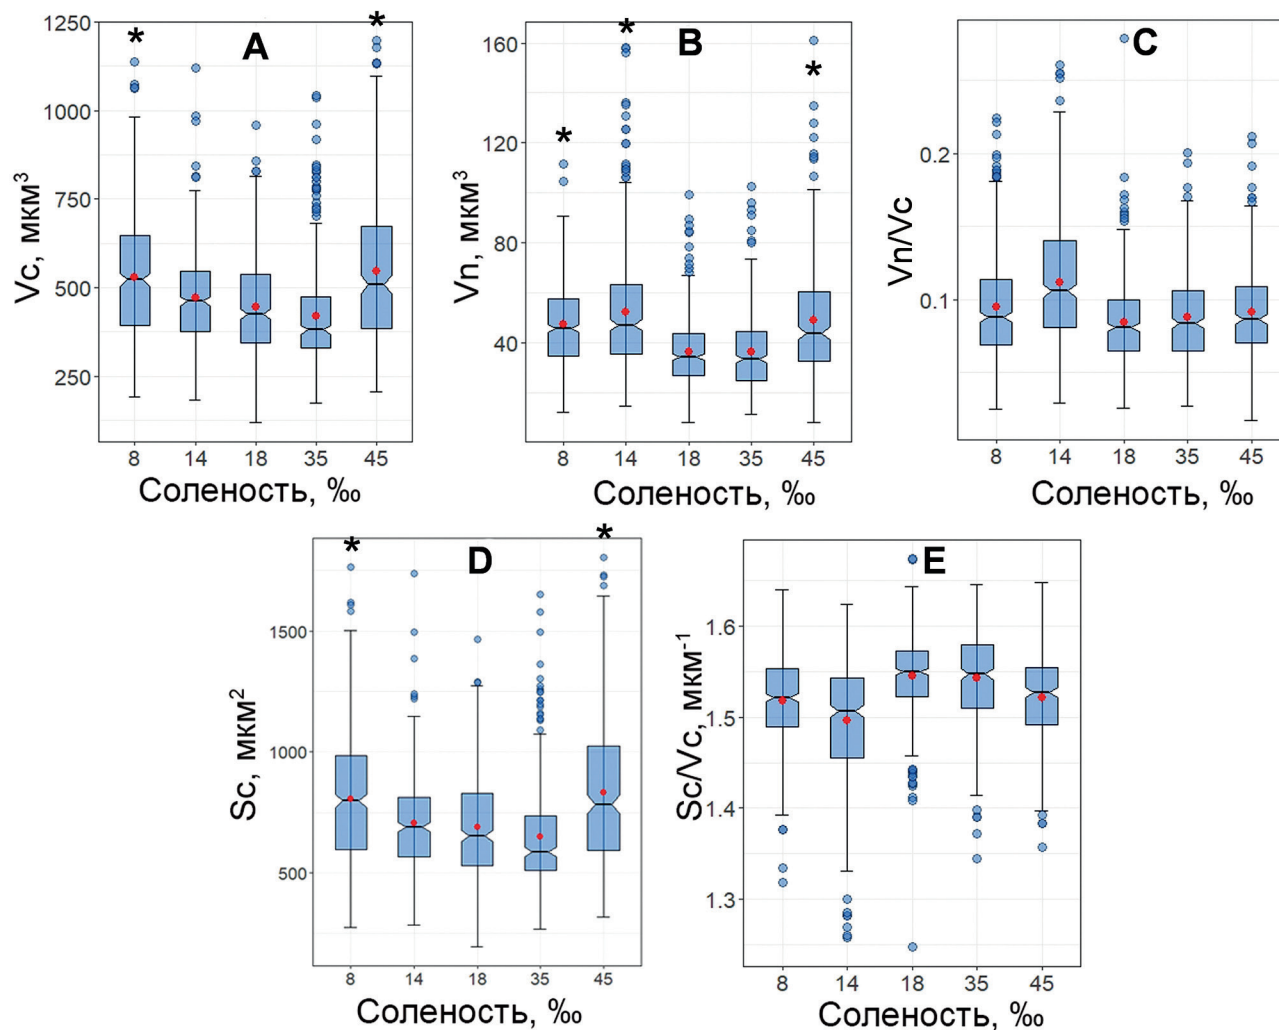 A
*
*
1250
1000
750
500
250
Vc, мкм³
8 14 18 35 45
Соленость, ‰
B
*
*
*
160
120
80
40
Vn, мкм³
8 14 18 35 45
Соленость, ‰
C
0.2
0.1
Vn/Vc
8 14 18 35 45
Соленость, ‰
D
*
*
1500
1000
500
Sc, мкм²
8 14 18 35 45
Соленость, ‰
E
1.6
1.5
1.4
1.3
Sc/Vc, мкм⁻¹
8 14 18 35 45
Соленость, ‰